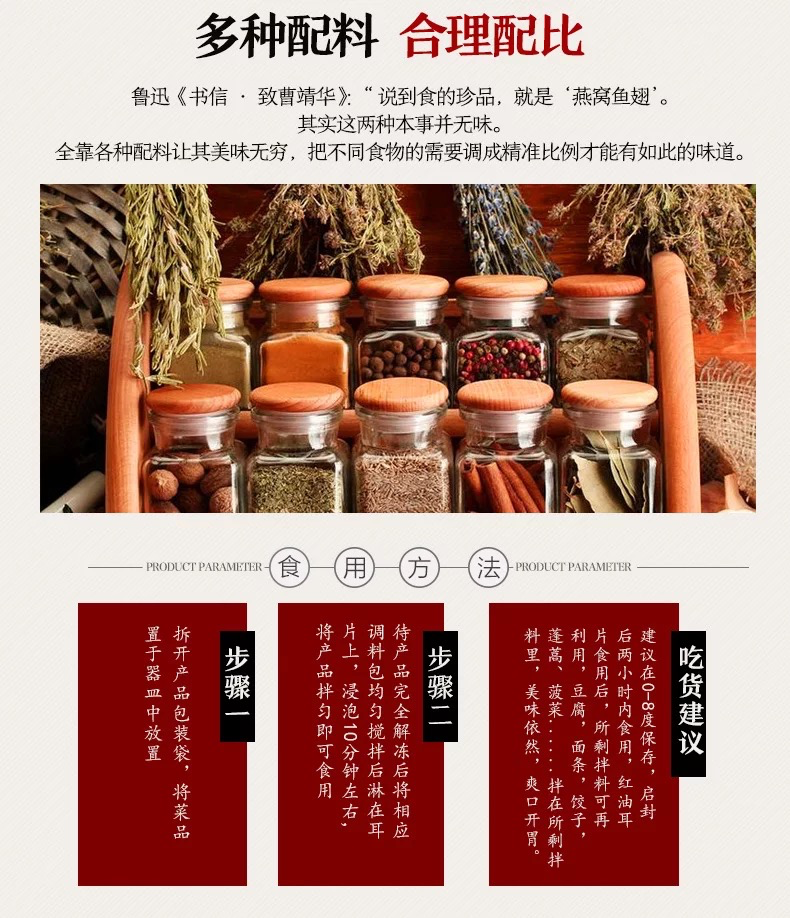 多种配料 合理配比
鲁迅《书信 · 致曹靖华》：“ 说到食的珍品，就是‘燕窝鱼翅’。
其实这两种本事并无味。
全靠各种配料让其美味无穷，把不同食物的需要调成精准比例才能有如此的味道。
PRODUCT PARAMETER 食用方法 PRODUCT PARAMETER
步骤一
拆开产品包装袋，将菜品
置于器皿中放置
步骤二
待产品完全解冻后将相应
调料包均匀搅拌后淋在耳
片上，浸泡10分钟左右，
将产品拌匀即可食用
吃货建议
建议在0-8度保存，启封
后两小时内食用，红油耳
片食用后，所剩拌料可再
利用，豆腐，面条，饺子，
蓬蒿、菠菜......拌在所剩拌
料里，美味依然，爽口开胃。